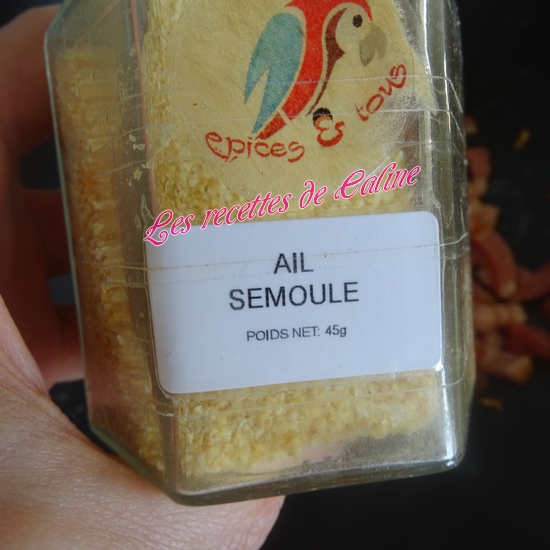 epices & tous
Les recettes de Caline
AIL
SEMOULE
POIDS NET: 45g